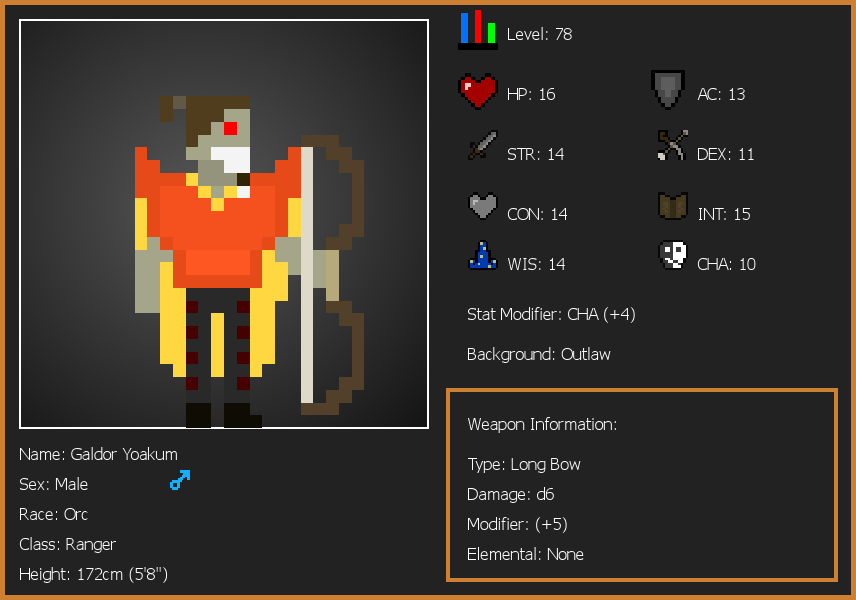 Level: 78
HP: 16
AC: 13
STR: 14
DEX: 11
CON: 14
INT: 15
WIS: 14
CHA: 10
Stat Modifier: CHA (+4)
Background: Outlaw
Weapon Information:
Type: Long Bow
Damage: d6
Modifier: (+5)
Elemental: None
Name: Galdor Yoakum
Sex: Male
Race: Orc
Class: Ranger
Height: 172cm (5'8")